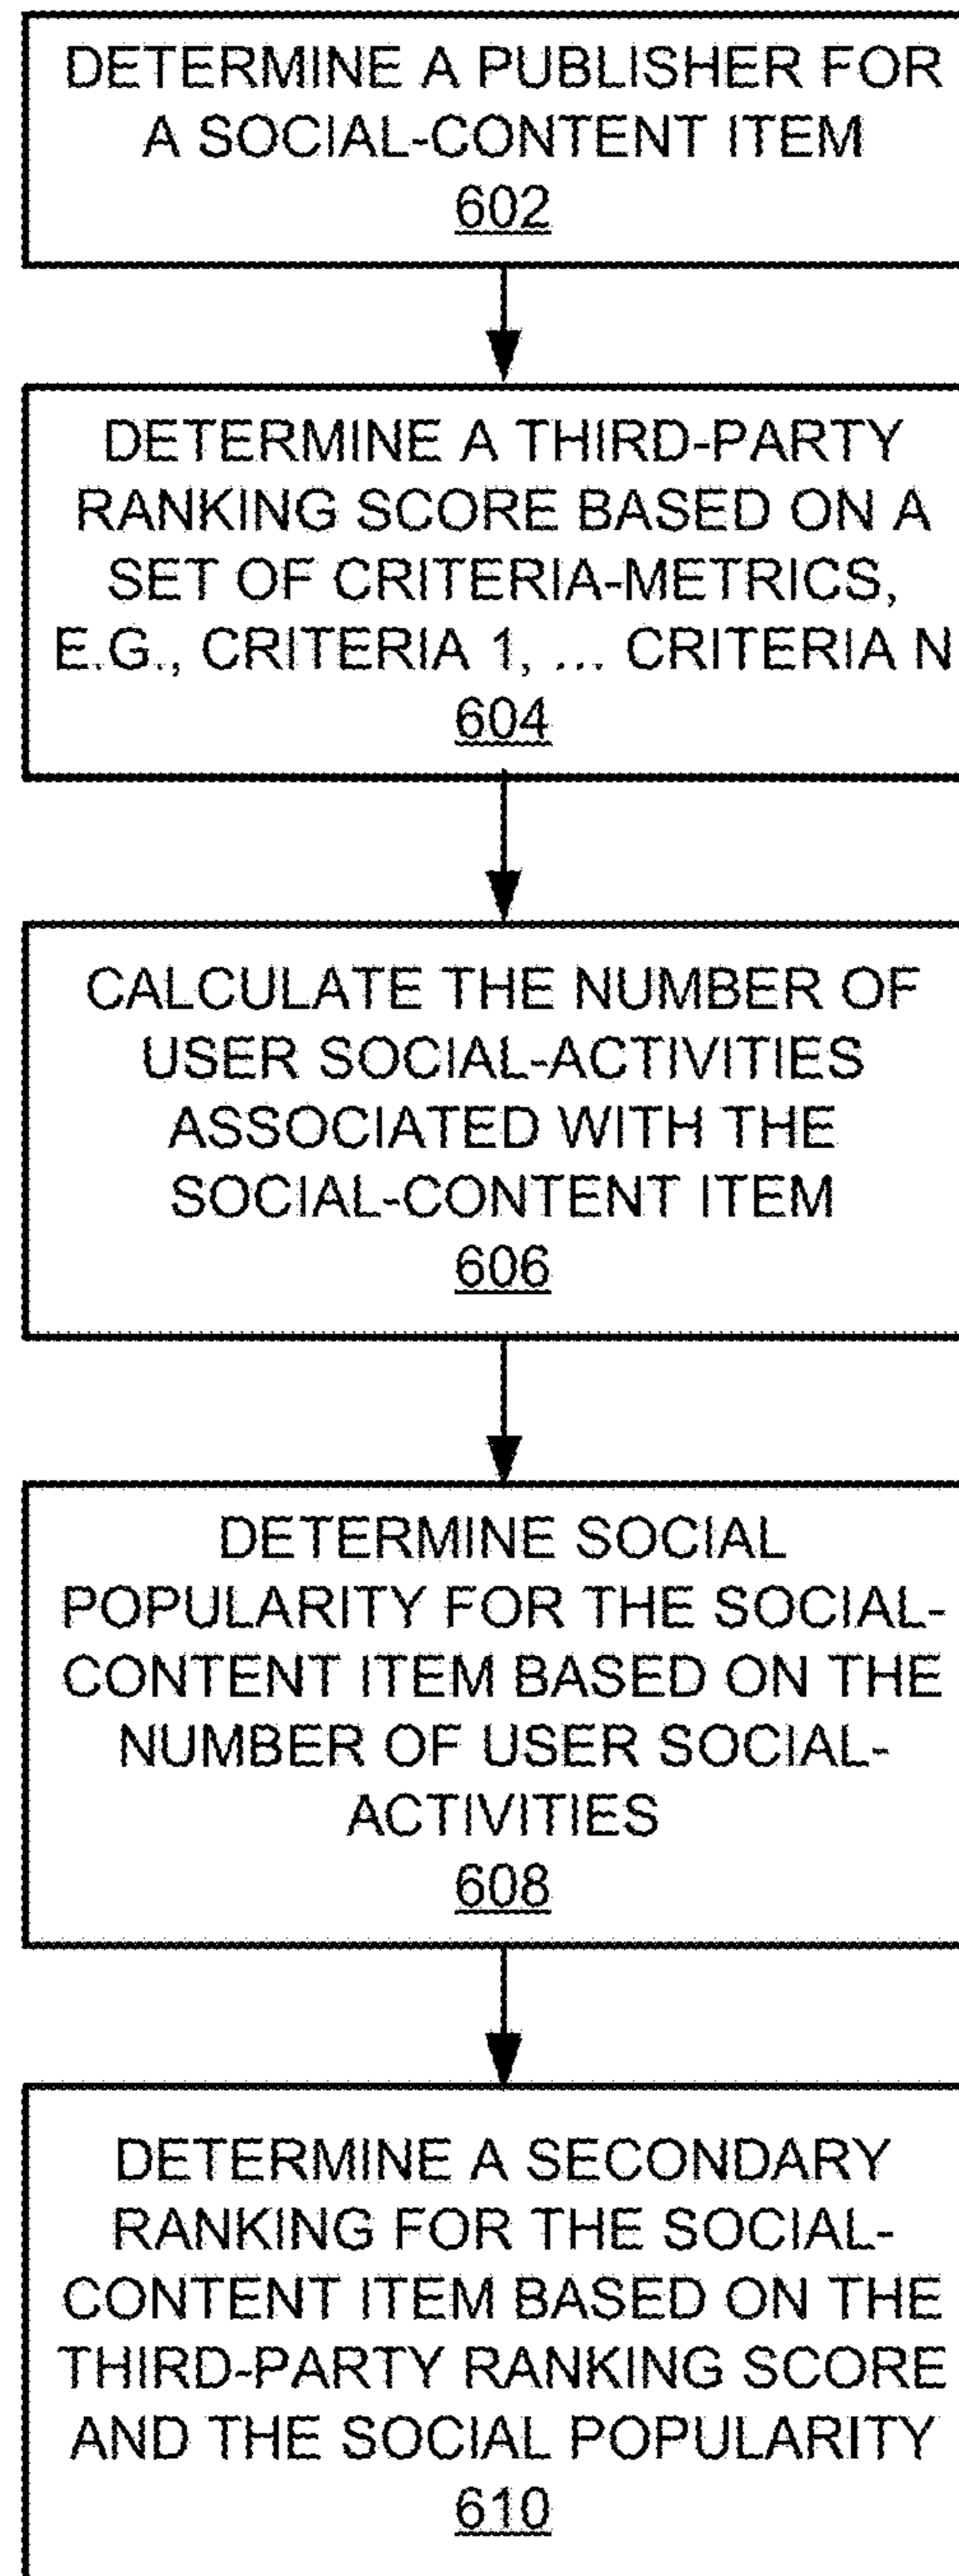 DETERMINE A PUBLISHER FOR
A SOCIAL-CONTENT ITEM
602
DETERMINE A THIRD-PARTY
RANKING SCORE BASED ON A
SET OF CRITERIA-METRICS,
E.G., CRITERIA 1, ... CRITERIA N
604
CALCULATE THE NUMBER OF
USER SOCIAL-ACTIVITIES
ASSOCIATED WITH THE
SOCIAL-CONTENT ITEM
606
DETERMINE SOCIAL
POPULARITY FOR THE SOCIAL-
CONTENT ITEM BASED ON THE
NUMBER OF USER SOCIAL-
ACTIVITIES
608
DETERMINE A SECONDARY
RANKING FOR THE SOCIAL-
CONTENT ITEM BASED ON THE
THIRD-PARTY RANKING SCORE
AND THE SOCIAL POPULARITY
610